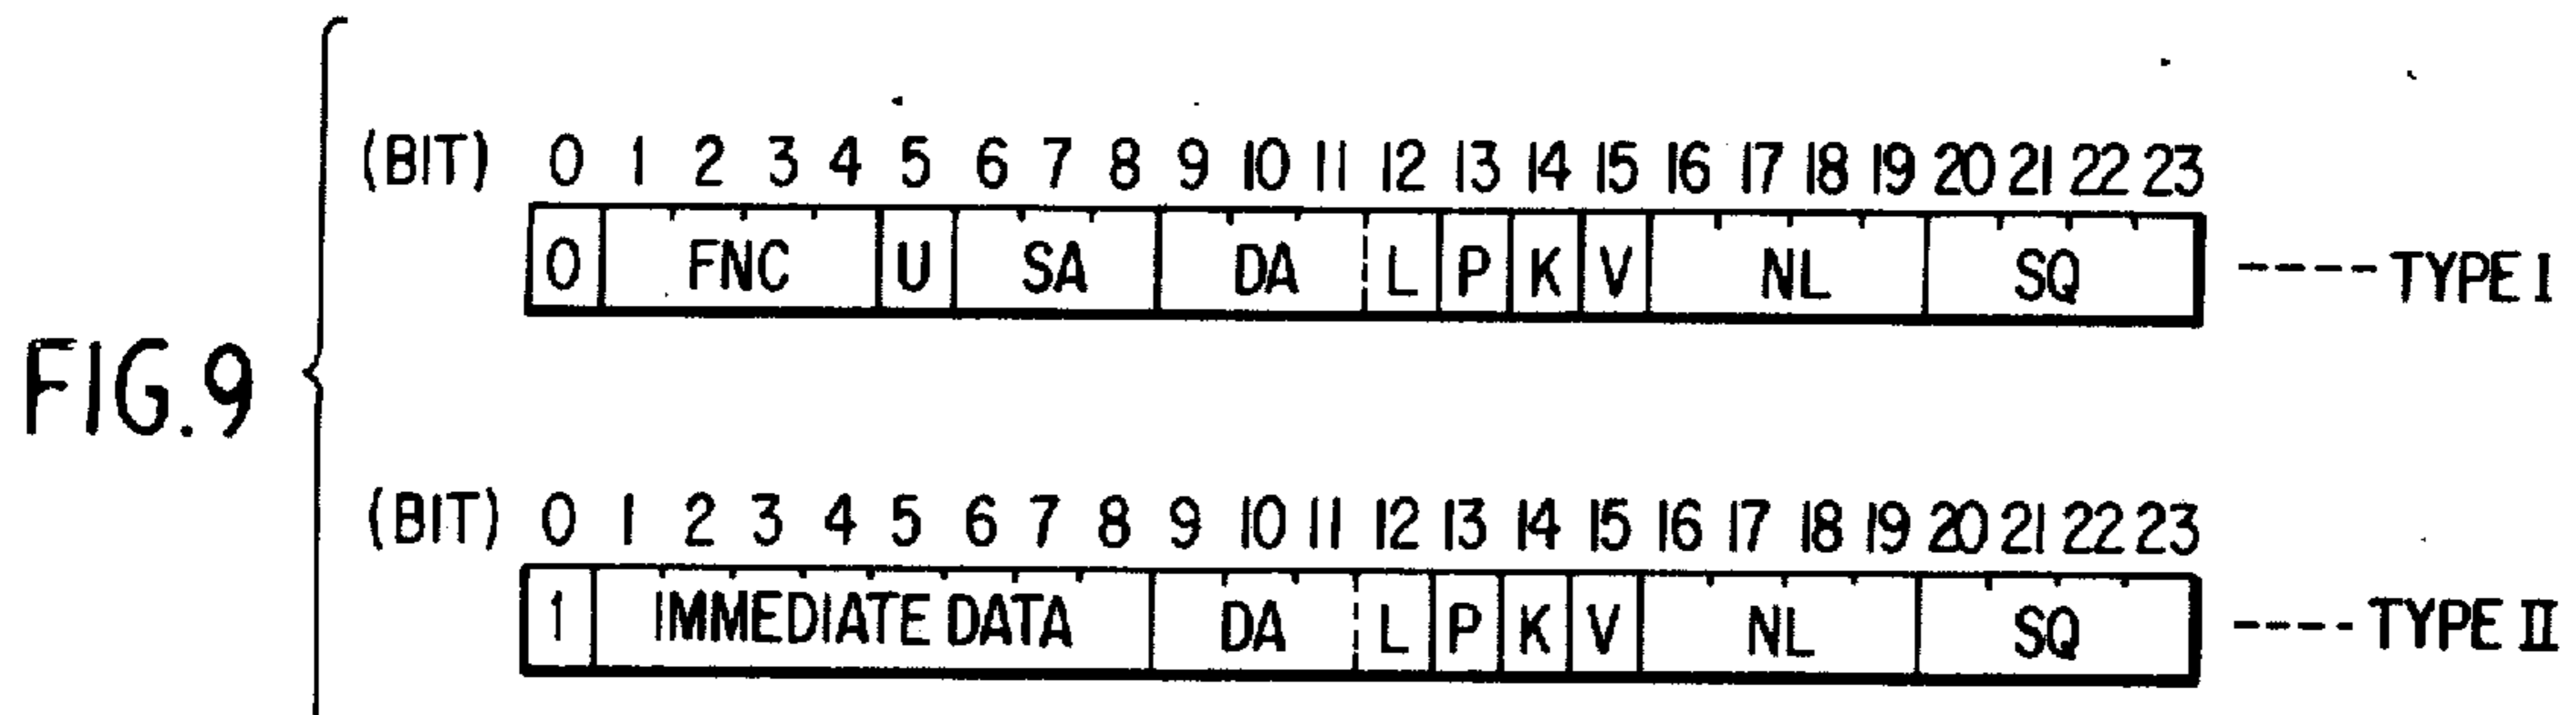 FIG.9
(BIT) 0 1 2 3 4 5 6 7 8 9 10 11 12 13 14 15 16 17 18 19 20 21 22 23
0 FNC U SA DA L P K V NL SQ ---- TYPE I
(BIT) 0 1 2 3 4 5 6 7 8 9 10 11 12 13 14 15 16 17 18 19 20 21 22 23
1 IMMEDIATE DATA DA L P K V NL SQ ---- TYPE II